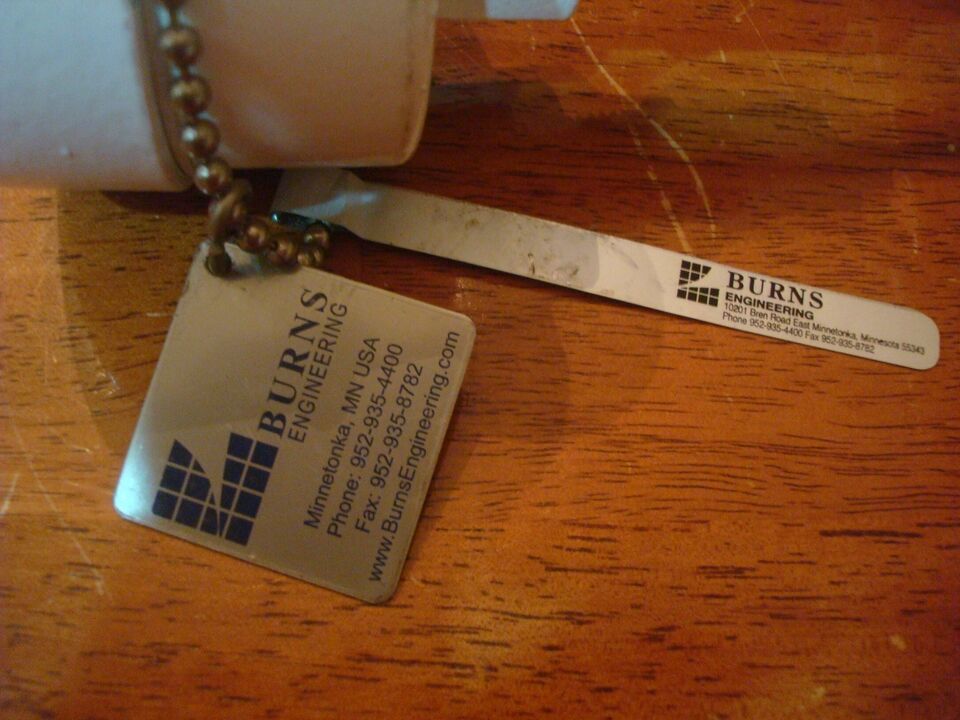 BURNS
ENGINEERING
Minnetonka, MN USA
Phone: 952-935-4400
Fax: 952-935-8782
www.BurnsEngineering.com
BURNS
ENGINEERING
10201 Bren Road East Minnetonka, Minnesota 55343
Phone 952-935-4400 Fax 952-935-8782